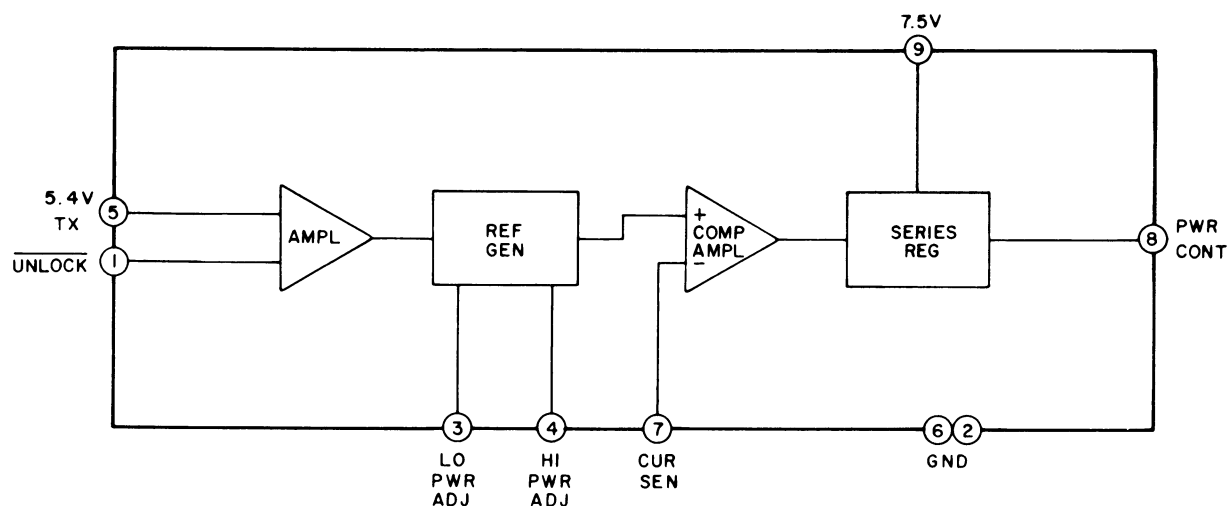 7.5V
9
5.4V
TX
5
UNLOCK
1
AMPL
REF
GEN
+
COMP
AMPL
−
SERIES
REG
8
PWR
CONT
3
LO
PWR
ADJ
4
HI
PWR
ADJ
7
CUR
SEN
6 2
GND